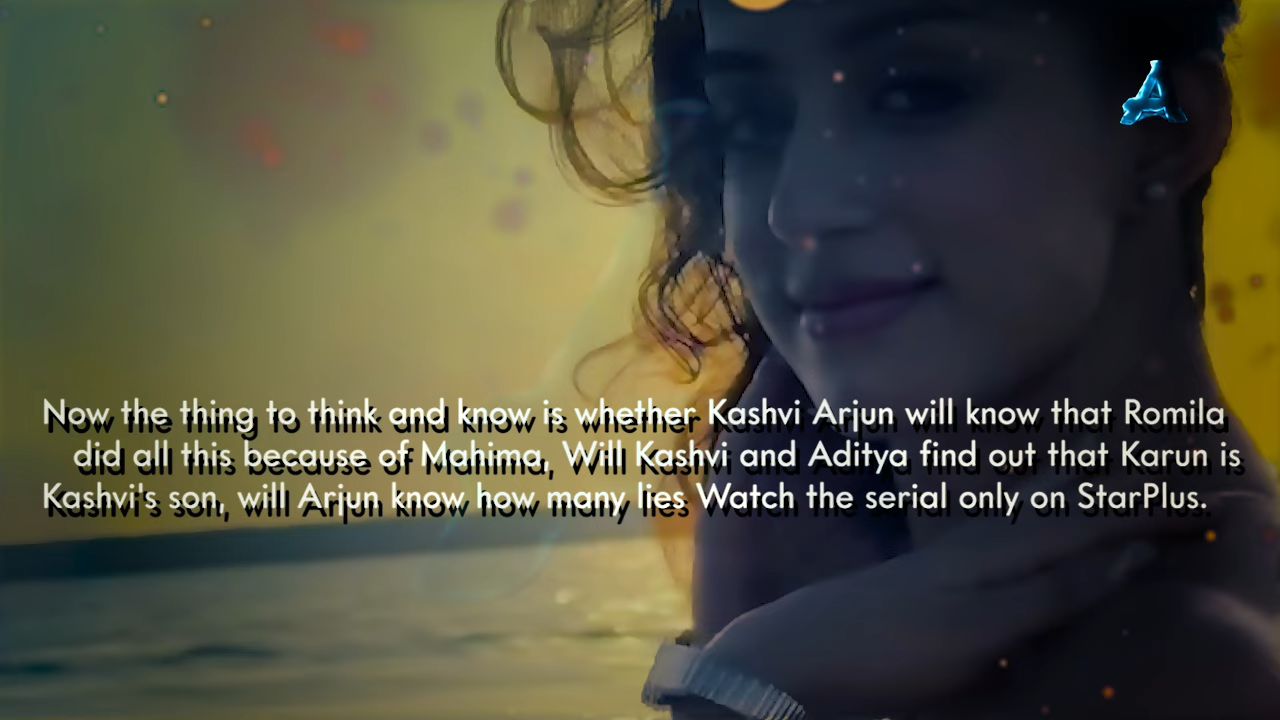 A
Now the thing to think and know is whether Kashvi Arjun will know that Romila
did all this because of Mahima, Will Kashvi and Aditya find out that Karun is
Kashvi's son, will Arjun know how many lies Watch the serial only on StarPlus.